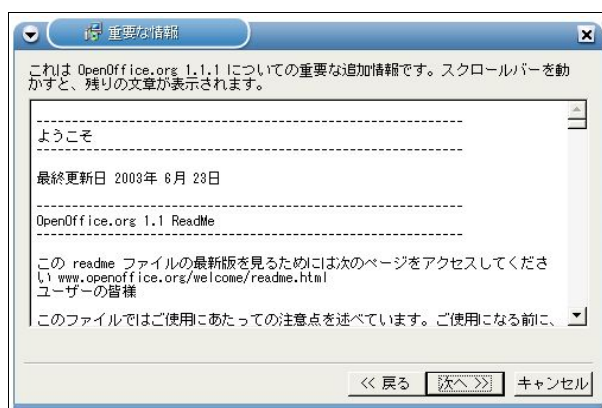 重要な情報
これは OpenOffice.org 1.1.1 についての重要な追加情報です。スクロールバーを動
かすと、残りの文章が表示されます。
------------------------------------------------------------
ようこそ
------------------------------------------------------------
最終更新日 2003年 6月 23日
------------------------------------------------------------
OpenOffice.org 1.1 ReadMe
------------------------------------------------------------
この readme ファイルの最新版を見るためには次のページをアクセスしてくださ
い www.openoffice.org/welcome/readme.html
ユーザーの皆様
このファイルではご使用にあたっての注意点を述べています。ご使用になる前に、
<< 戻る 次へ >> キャンセル